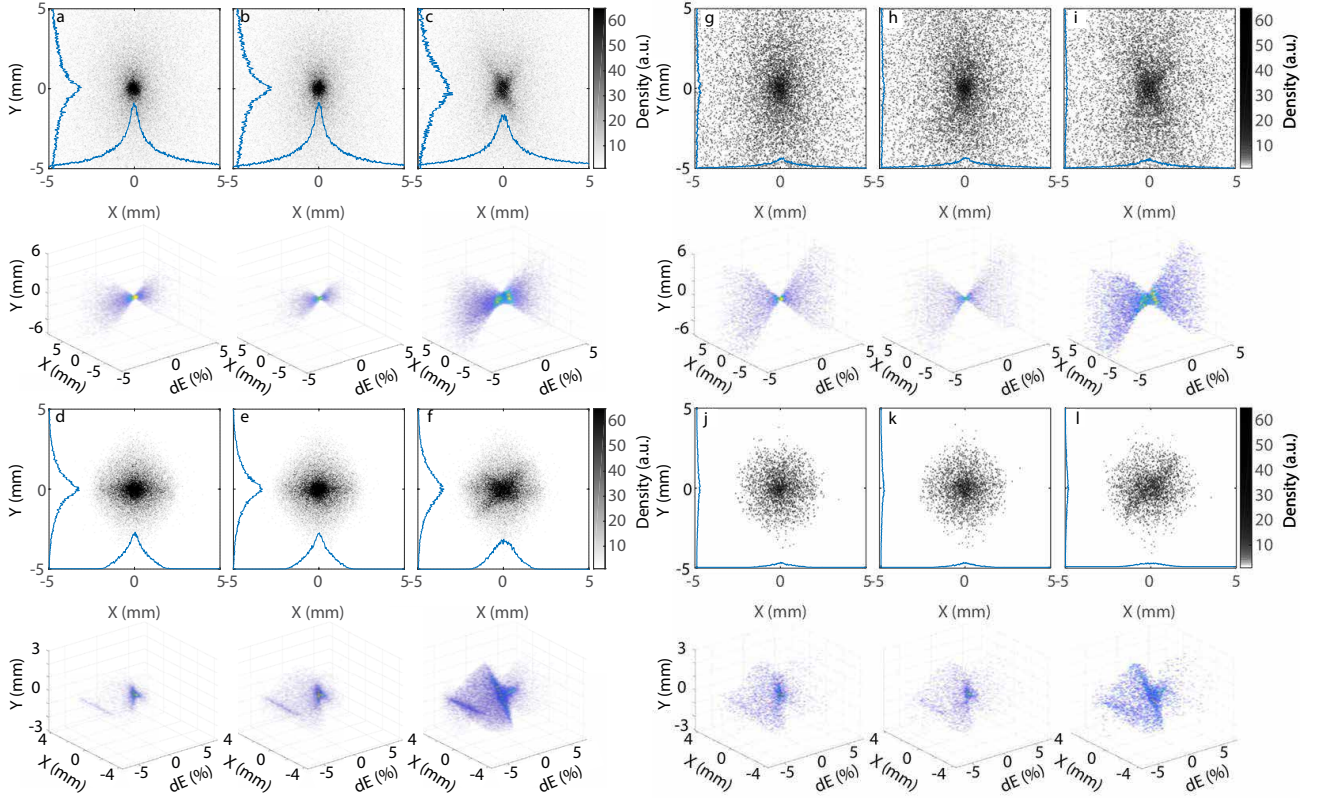 a b c g h i
5 60 5 60
50 50
40 40
Y (mm) 0 30 Density (a.u.) Y (mm) 0 30 Density (a.u.)
20 20
10 10
-5 -5
-5 0 5-5 0 5-5 0 5 -5 0 5-5 0 5-5 0 5
X (mm) X (mm) X (mm) X (mm) X (mm) X (mm)
6 6
Y (mm) 0 Y (mm) 0
-6 -6
5 0 -5 X (mm) -5 0 5 dE (%) 5 0 -5 X (mm) -5 0 5 dE (%) 5 0 -5 X (mm) -5 0 5 dE (%) 5 0 -5 X (mm) -5 0 5 dE (%) 5 0 -5 X (mm) -5 0 5 dE (%) 5 0 -5 X (mm) -5 0 5 dE (%)
d e f j k l
5 60 5 60
50 50
40 40
Y (mm) 0 30 Density (a.u.) Y (mm) 0 30 Density (a.u.)
20 20
10 10
-5 -5
-5 0 5-5 0 5-5 0 5 -5 0 5-5 0 5-5 0 5
X (mm) X (mm) X (mm) X (mm) X (mm) X (mm)
3 3
Y (mm) 0 Y (mm) 0
-3 -3
4 0 -4 X (mm) -5 0 5 dE (%) 4 0 -4 X (mm) -5 0 5 dE (%) 4 0 -4 X (mm) -5 0 5 dE (%) 4 0 -4 X (mm) -5 0 5 dE (%) 4 0 -4 X (mm) -5 0 5 dE (%) 4 0 -4 X (mm) -5 0 5 dE (%)